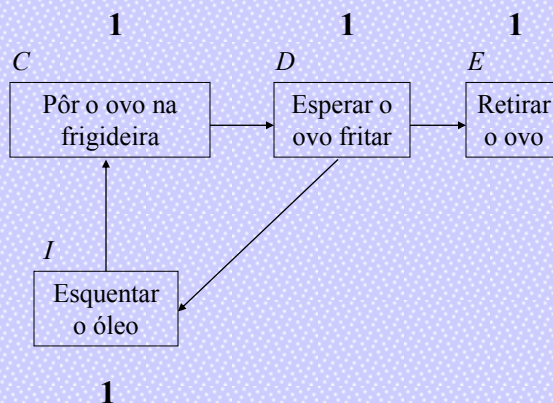 1
1
1
C
D
E
Pôr o ovo na
frigideira
Esperar o
ovo fritar
Retirar
o ovo
I
Esquentar
o óleo
1